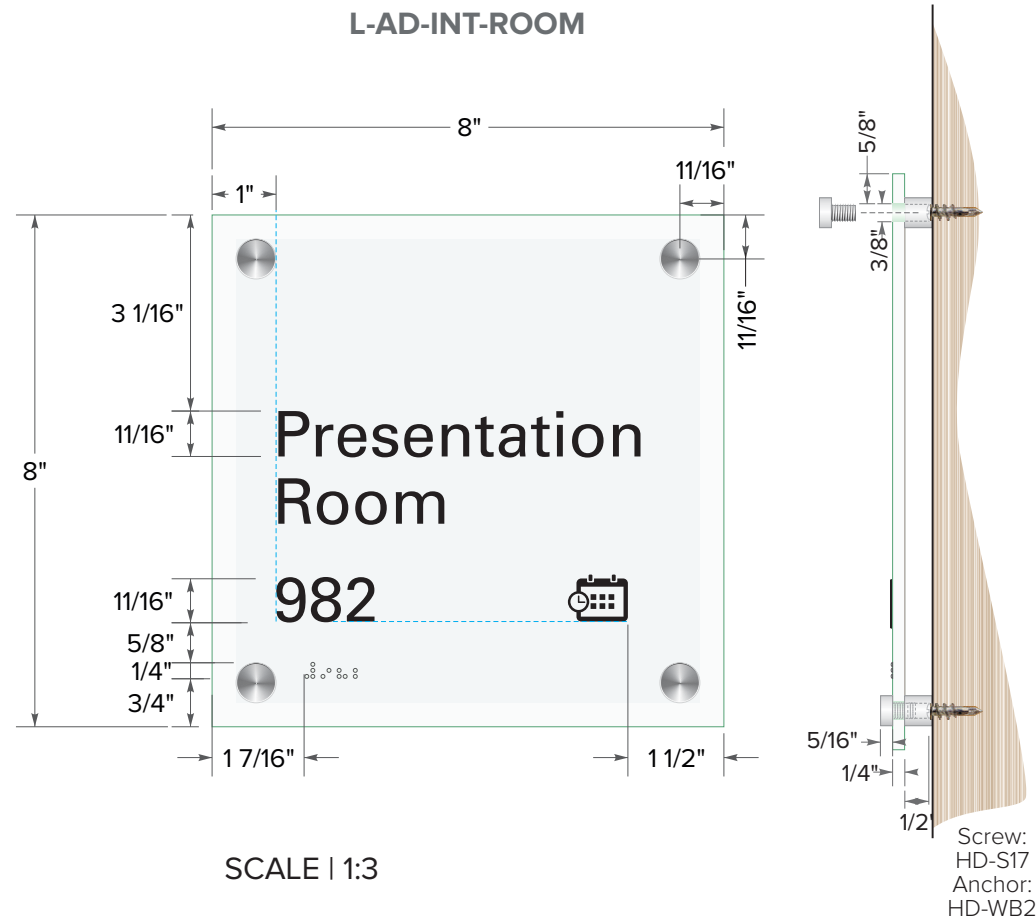 L-AD-INT-ROOM
8"
1"
11/16"
11/16"
3 1/16"
11/16"
8"
Presentation
Room
982
11/16"
5/8"
1/4"
3/4"
1 7/16"
1 1/2"
5/8"
3/8"
5/16"
1/4"
1/2"
SCALE | 1:3
Screw:
HD-S17
Anchor:
HD-WB2